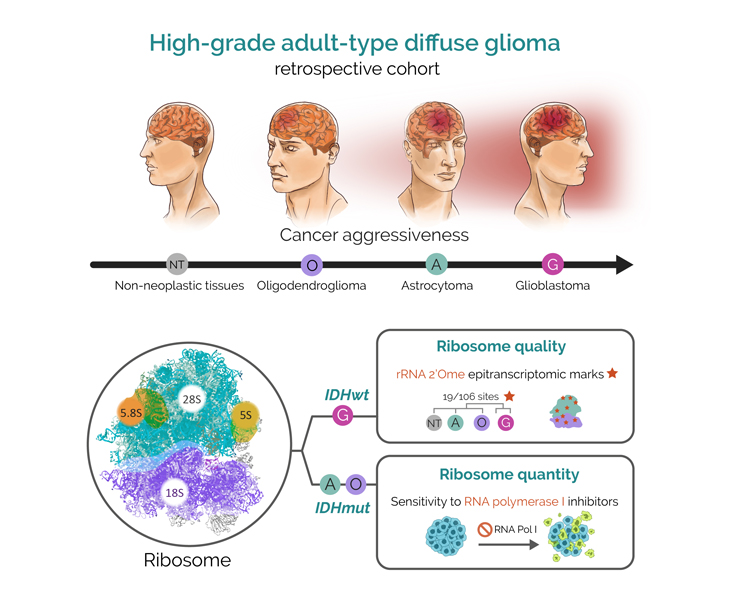 High-grade adult-type diffuse glioma
retrospective cohort
Cancer aggressiveness
NT O A G
Non-neoplastic tissues Oligodendroglioma Astrocytoma Glioblastoma
Ribosome quality
rRNA 2'Ome epitranscriptomic marks
19/106 sites
NT A O G
IDHwt
G
5.8S 28S 5S
18S
A O
IDHmut
Ribosome
Ribosome quantity
Sensitivity to RNA polymerase I inhibitors
RNA Pol I